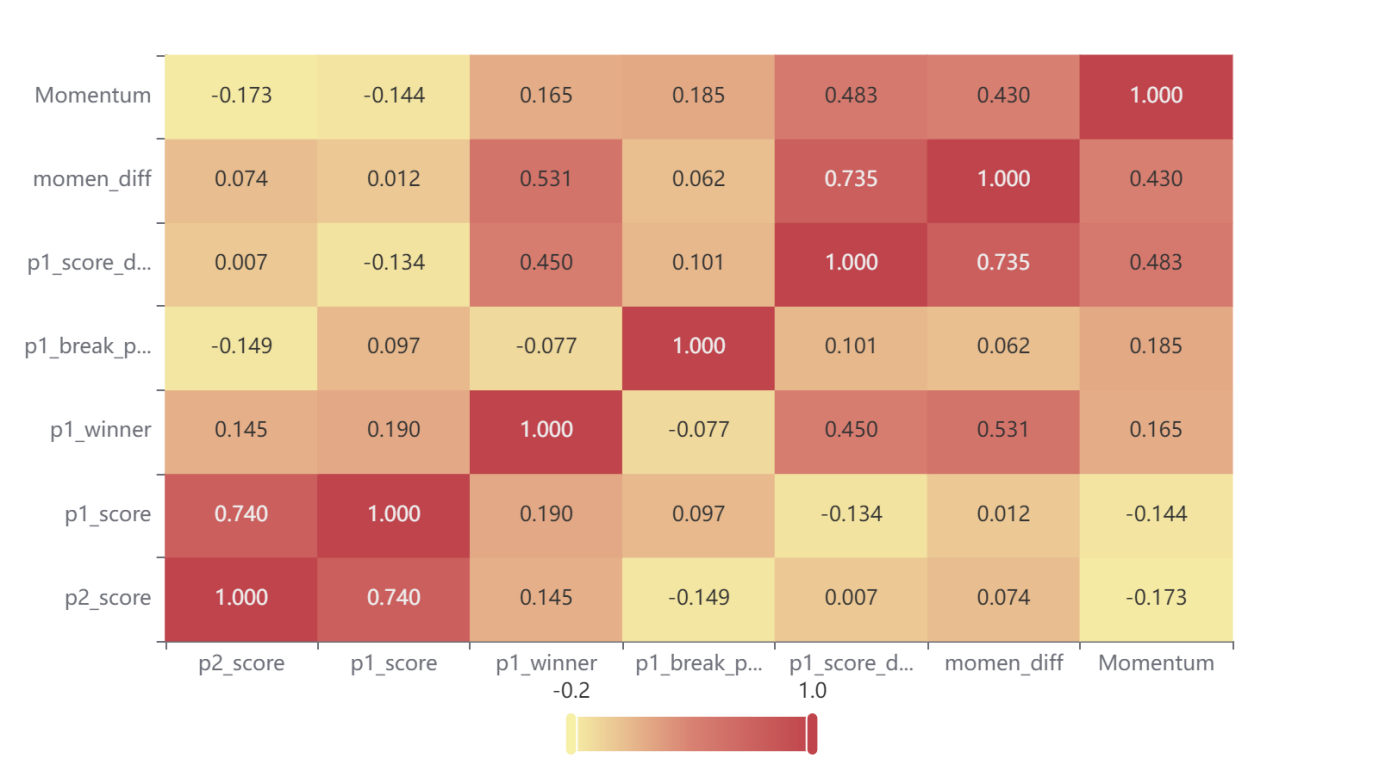 Momentum -0.173 -0.144 0.165 0.185 0.483 0.430 1.000
momen_diff 0.074 0.012 0.531 0.062 0.735 1.000 0.430
p1_score_d... 0.007 -0.134 0.450 0.101 1.000 0.735 0.483
p1_break_p... -0.149 0.097 -0.077 1.000 0.101 0.062 0.185
p1_winner 0.145 0.190 1.000 -0.077 0.450 0.531 0.165
p1_score 0.740 1.000 0.190 0.097 -0.134 0.012 -0.144
p2_score 1.000 0.740 0.145 -0.149 0.007 0.074 -0.173
p2_score p1_score p1_winner p1_break_p... p1_score_d... momen_diff Momentum
-0.2 1.0